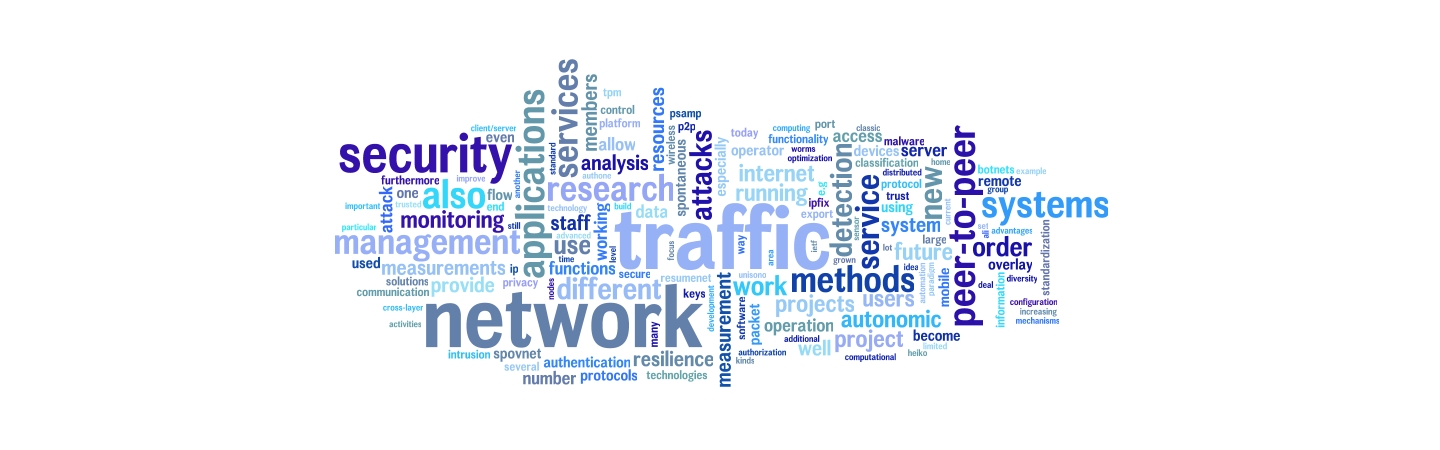 services
tpm
members
control
resources
psamp
applications
client/server
even
platform
p2p
wireless
today
computing
port
classic
functionality
access
malware
security
standard
allow
attacks
especially
operator
worms
optimization
devices
server
peer-to-peer
analysis
spontaneous
detection
classification
home
furthermore
improve
another
authone
internet
distributed
botnets
example
research
running
e.g
protocol
remote
group
one
also
flow
attack
trusted
end
important
build
data
technology
ipfix
export
service
trust
using
new
current
systems
monitoring
still
staff
working
traffic
sensor
system
set
all
advantages
particular
advanced
level
focus
way
area
ietf
lot
large
standardization
management
use
time
grown
future
order
used
measurements
ip
functions
secure
resumenet
unisono
idea
automation
paradigm
mobile
overlay
solutions
provide
privacy
nodes
different
keys
work
methods
deal
diversity
information
communication
network
measurement
development
software
packet
projects
users
configuration
increasing
cross-layer
many
operation
autonomic
mechanisms
activities
additional
well
project
become
limited
intrusion
spovnet
authentication
resilience
authorization
kinds
computational
heiko
several
number
protocols
technologies